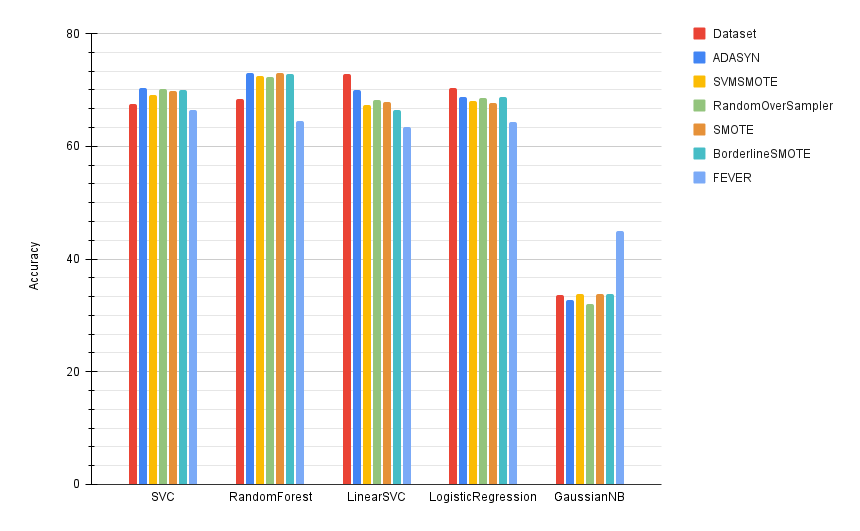 80
60
40
20
0
Accuracy
SVC
RandomForest
LinearSVC
LogisticRegression
GaussianNB
Dataset
ADASYN
SVMSMOTE
RandomOverSampler
SMOTE
BorderlineSMOTE
FEVER